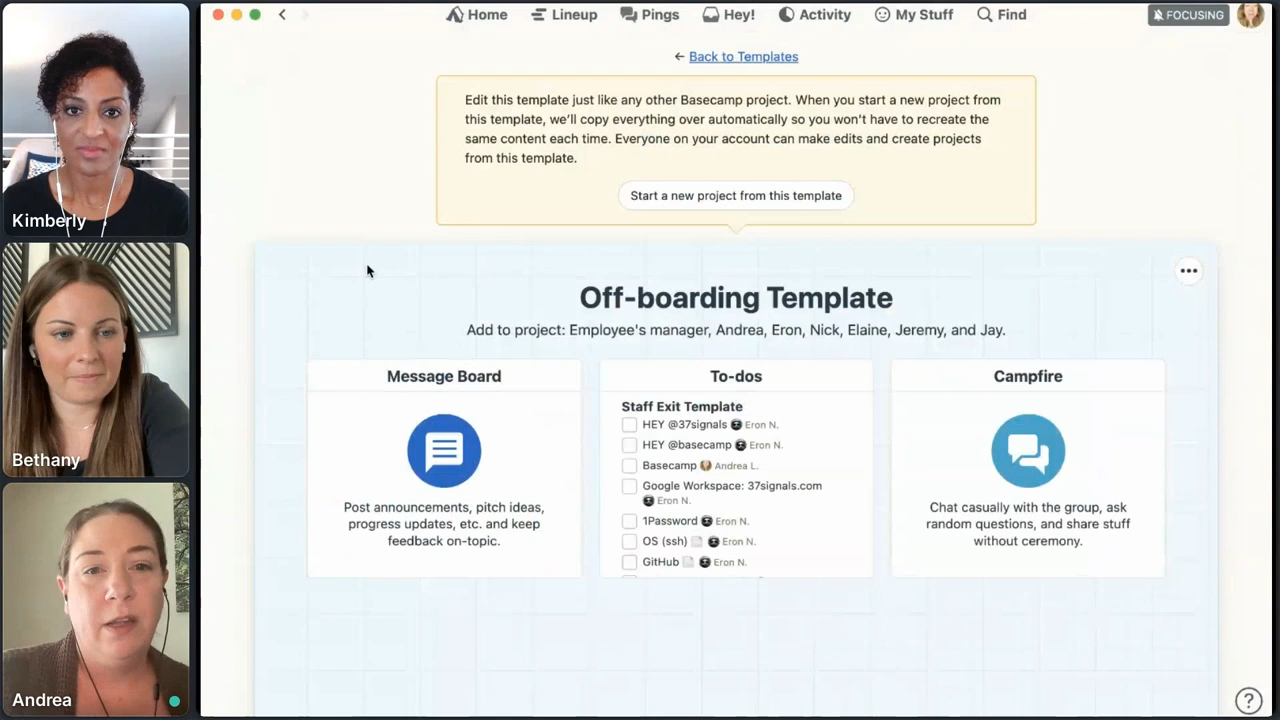 Kimberly
Bethany
Andrea
Home
Lineup
Pings
Hey!
Activity
My Stuff
Find
FOCUSING
← Back to Templates
Edit this template just like any other Basecamp project. When you start a new project from
this template, we'll copy everything over automatically so you won't have to recreate the
same content each time. Everyone on your account can make edits and create projects
from this template.
Start a new project from this template
Off-boarding Template
Add to project: Employee's manager, Andrea, Eron, Nick, Elaine, Jeremy, and Jay.
Message Board
Post announcements, pitch ideas,
progress updates, etc. and keep
feedback on-topic.
To-dos
Staff Exit Template
HEY @37signals Eron N.
HEY @basecamp Eron N.
Basecamp Andrea L.
Google Workspace: 37signals.com
Eron N.
1Password Eron N.
OS (ssh) Eron N.
GitHub Eron N.
Campfire
Chat casually with the group, ask
random questions, and share stuff
without ceremony.
?